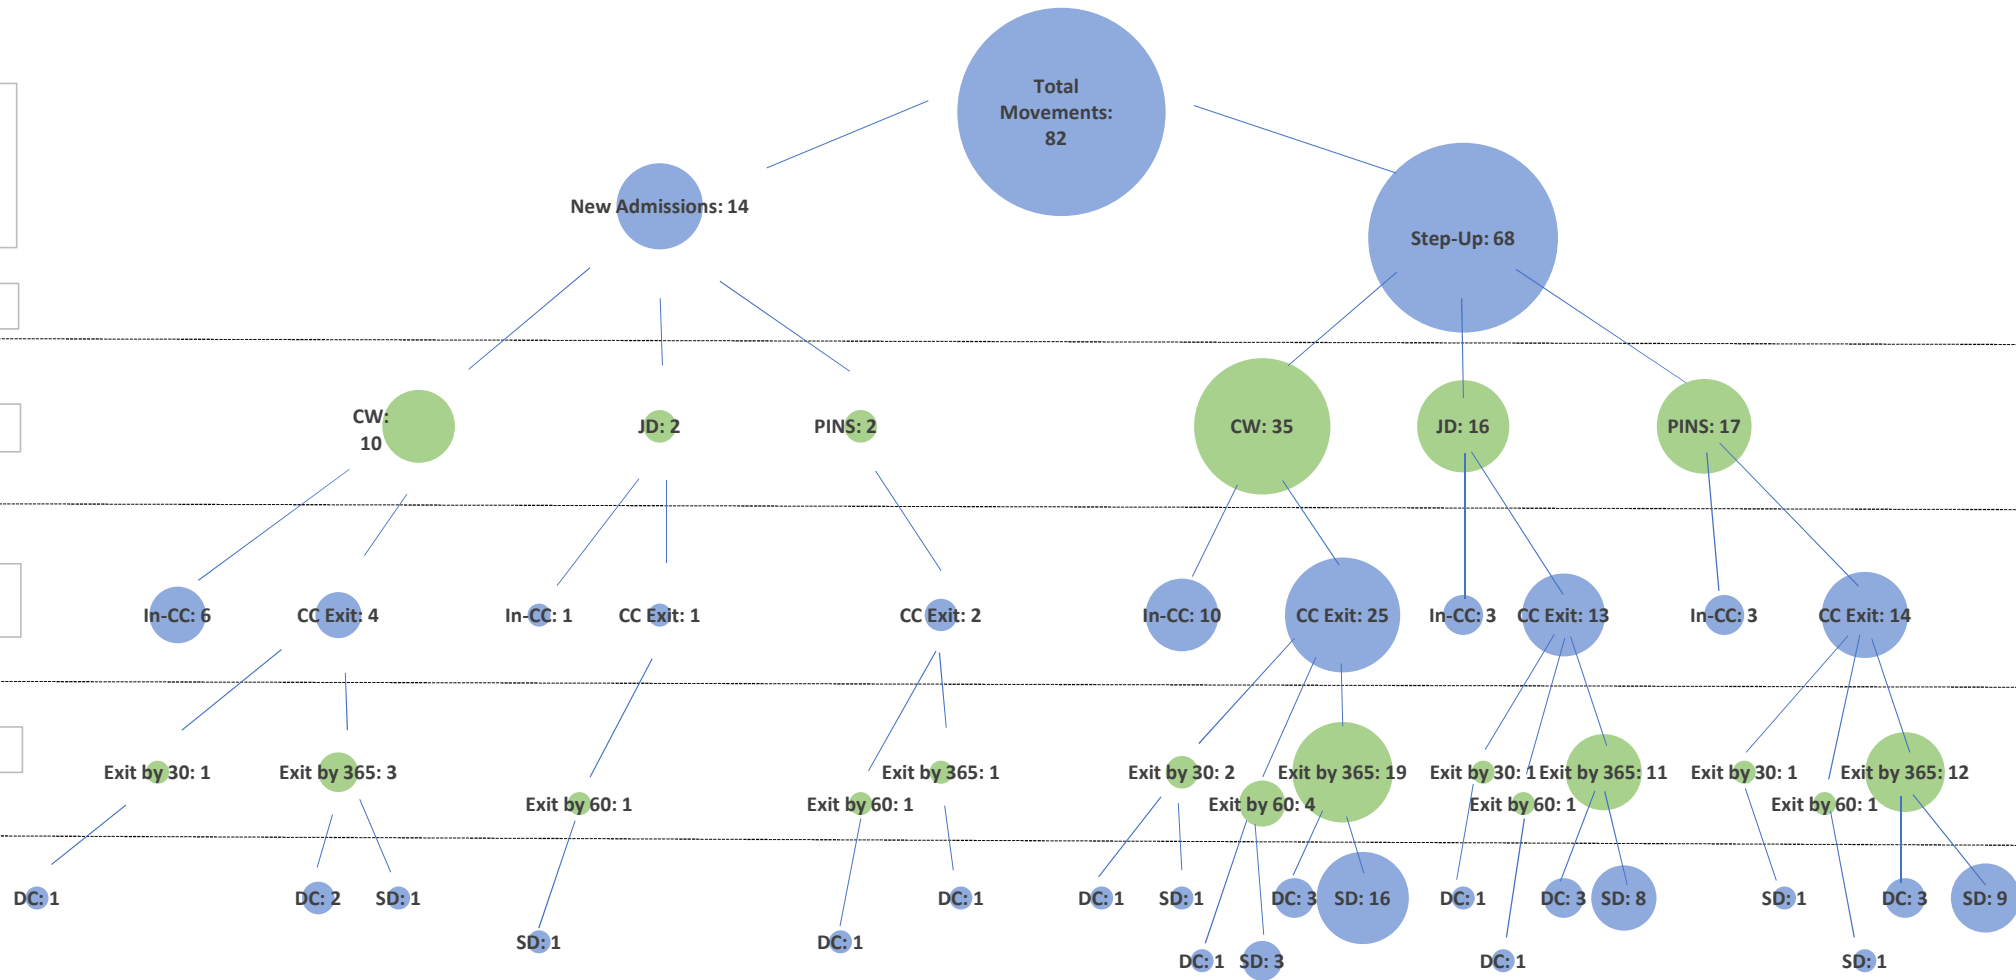 Total
Movements:
82
New Admissions: 14
Step-Up: 68
CW:
10
JD: 2
PINS: 2
CW: 35
JD: 16
PINS: 17
In-CC: 6
CC Exit: 4
In-CC: 1
CC Exit: 1
CC Exit: 2
In-CC: 10
CC Exit: 25
In-CC: 3
CC Exit: 13
In-CC: 3
CC Exit: 14
Exit by 30: 1
Exit by 365: 3
Exit by 60: 1
Exit by 365: 1
Exit by 60: 1
Exit by 30: 2
Exit by 365: 19
Exit by 60: 4
Exit by 30: 1
Exit by 365: 11
Exit by 60: 1
Exit by 30: 1
Exit by 365: 12
Exit by 60: 1
DC: 1
DC: 2
SD: 1
SD: 1
DC: 1
DC: 1
DC: 1
SD: 1
DC: 3
SD: 16
DC: 1
SD: 3
DC: 1
DC: 3
SD: 8
DC: 1
SD: 1
DC: 3
SD: 9
SD: 1